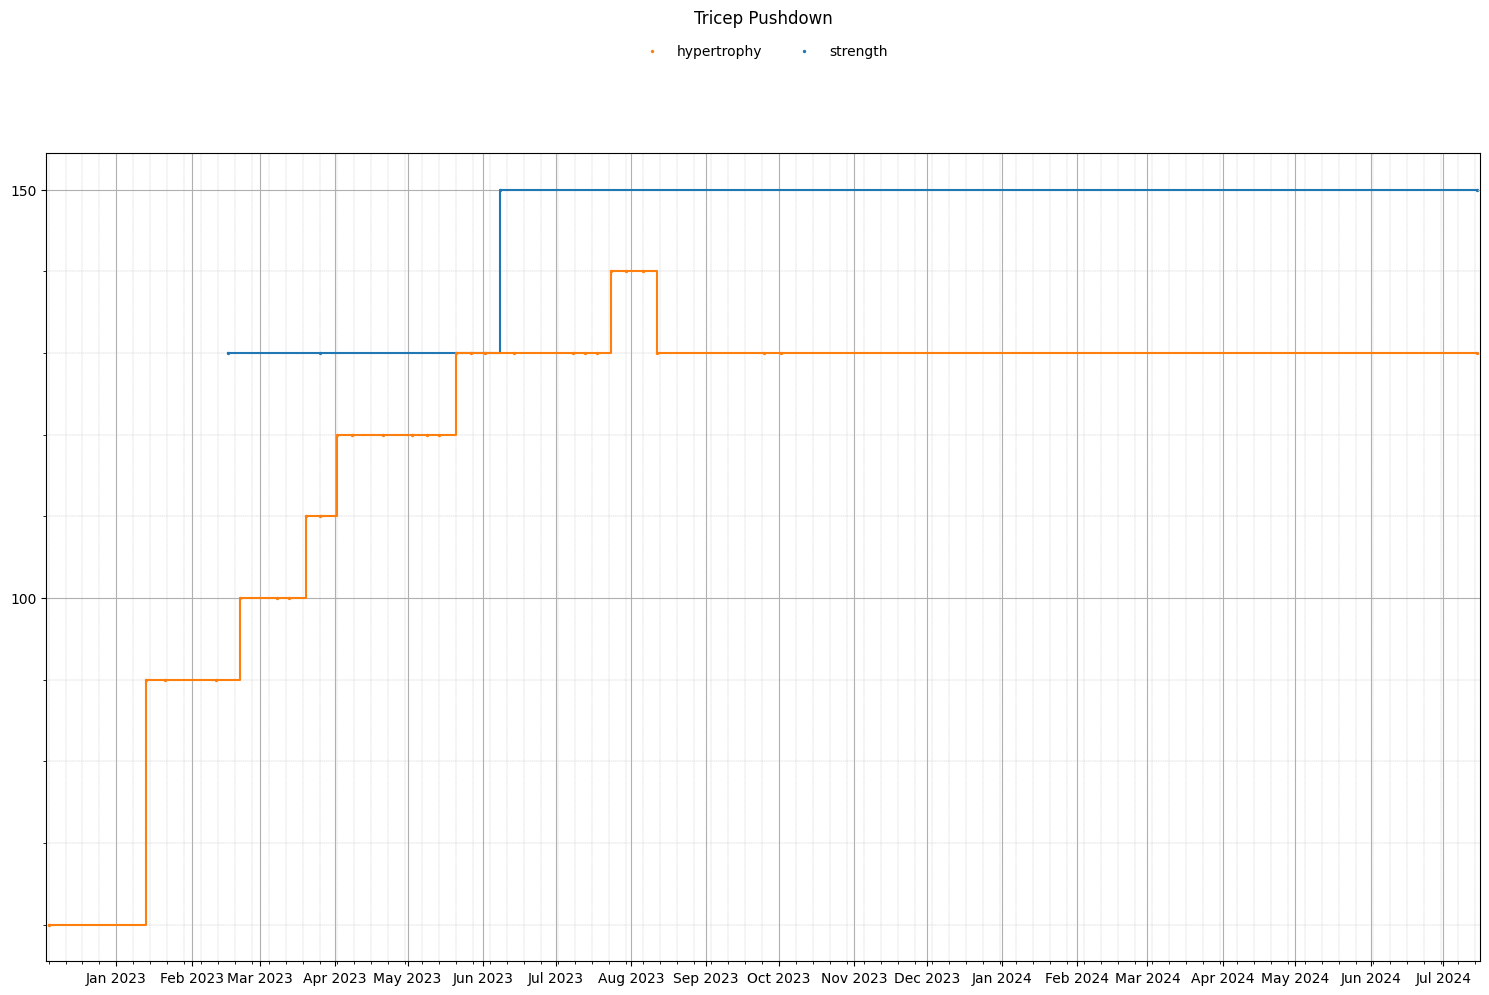 Tricep Pushdown
hypertrophy strength
150
100
Jan 2023 Feb 2023 Mar 2023 Apr 2023 May 2023 Jun 2023 Jul 2023 Aug 2023 Sep 2023 Oct 2023 Nov 2023 Dec 2023 Jan 2024 Feb 2024 Mar 2024 Apr 2024 May 2024 Jun 2024 Jul 2024